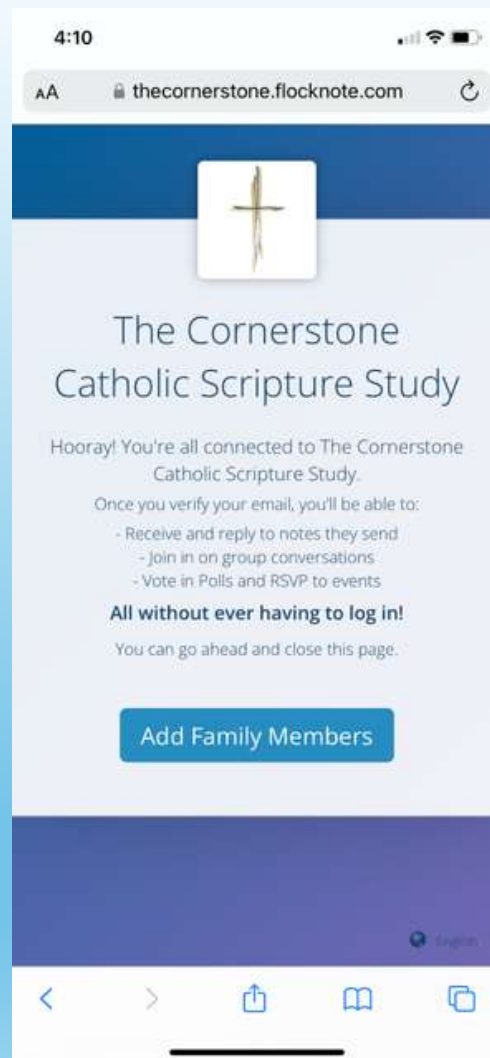 4:10
AA thecornerstone.flocknote.com
The Cornerstone
Catholic Scripture Study
Hooray! You're all connected to The Cornerstone
Catholic Scripture Study.
Once you verify your email, you'll be able to:
- Receive and reply to notes they send
- Join in on group conversations
- Vote in Polls and RSVP to events
All without ever having to log in!
You can go ahead and close this page.
Add Family Members
English